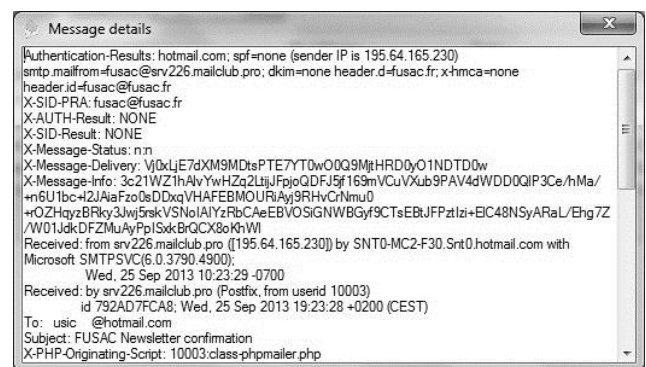 Message details
Authentication-Results: hotmail.com; spf=none (sender IP is 195.64.165.230)
smtp.mailfrom=fusac@srv226.mailclub.pro; dkim=none header.d=fusac.fr; x-hmca=none
header.id=fusac@fusac.fr
X-SID-PRA: fusac@fusac.fr
X-AUTH-Result: NONE
X-SID-Result: NONE
X-Message-Status: n:n
X-Message-Delivery: Vj0xLjE7dXM9MDtsPTE7YT0wO0Q9MjtHRD0yO1NDTD0w
X-Message-Info: 3c21WZ1hAlvYwHZq2LtijJFpjoQDFJ5jf169mVCuVXub9PAV4dWDD0QIP3Ce/hMa/
+n6U1bc+I2JAiaFzo0sDDxqVHAFEBMOURiAyj9RHvCrNmu0
+rOZHqyzBRky3Jwj5rskVSNoIAIYzRbCAeEBVOSiGNWBGyf9CTsEBtJFPztIzi+EIC48NSyARaL/Ehg7Z
/W01JdkDFZMuAyPpISxkBrQCX8oKhWI
Received: from srv226.mailclub.pro ([195.64.165.230]) by SNT0-MC2-F30.Snt0.hotmail.com with
Microsoft SMTPSVC(6.0.3790.4900);
Wed, 25 Sep 2013 10:23:29 -0700
Received: by srv226.mailclub.pro (Postfix, from userid 10003)
id 792AD7FCA8; Wed, 25 Sep 2013 19:23:28 +0200 (CEST)
To: usic @hotmail.com
Subject: FUSAC Newsletter confirmation
X-PHP-Originating-Script: 10003:class-phpmailer.php